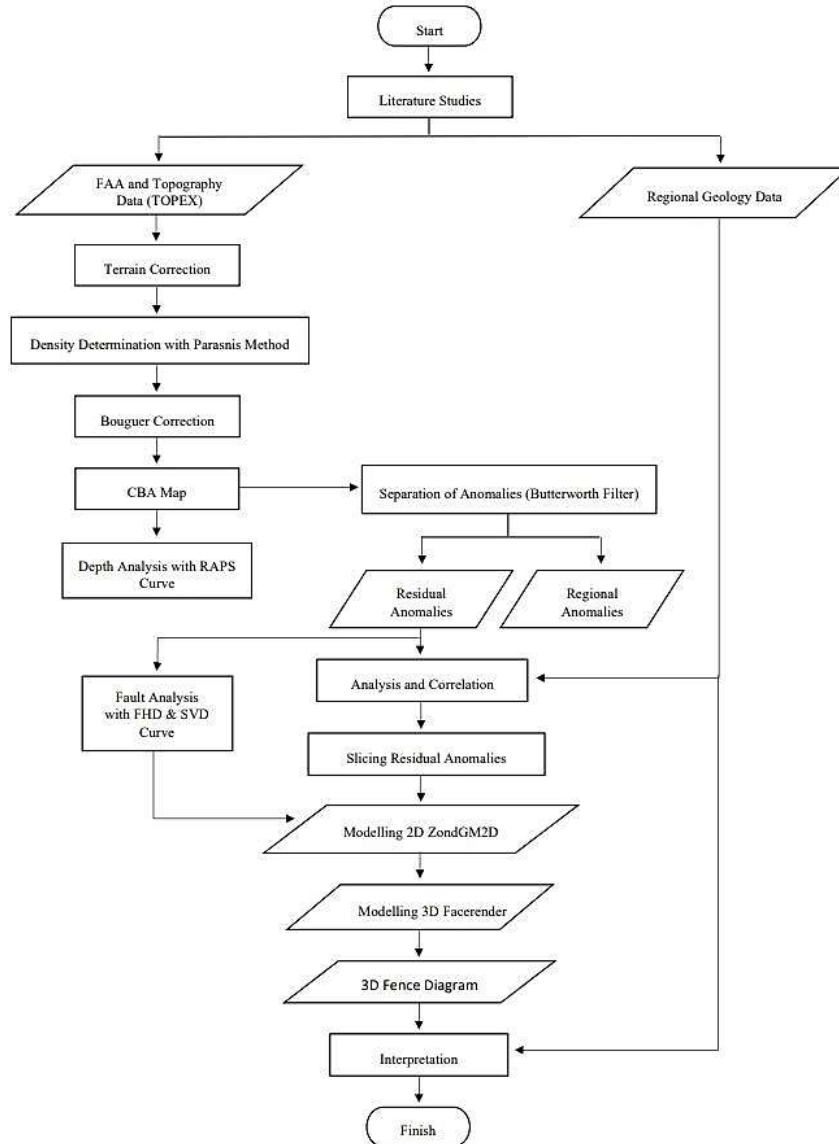 Start
Literature Studies
FAA and Topography
Data (TOPEX)
Regional Geology Data
Terrain Correction
Density Determination with Parasnis Method
Bouguer Correction
CBA Map
Separation of Anomalies (Butterworth Filter)
Depth Analysis with RAPS
Curve
Residual
Anomalies
Regional
Anomalies
Fault Analysis
with FHD & SVD
Curve
Analysis and Correlation
Slicing Residual Anomalies
Modelling 2D ZondGM2D
Modelling 3D Facerender
3D Fence Diagram
Interpretation
Finish